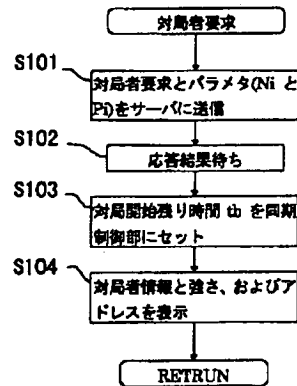 対局者要求
S101
対局者要求とパラメタ(Niと
Pi)をサーバに送信
S102
応答結果待ち
S103
対局開始残り時間 tb を同期
制御部にセット
S104
対局者情報と強さ、およびア
ドレスを表示
RETRUN